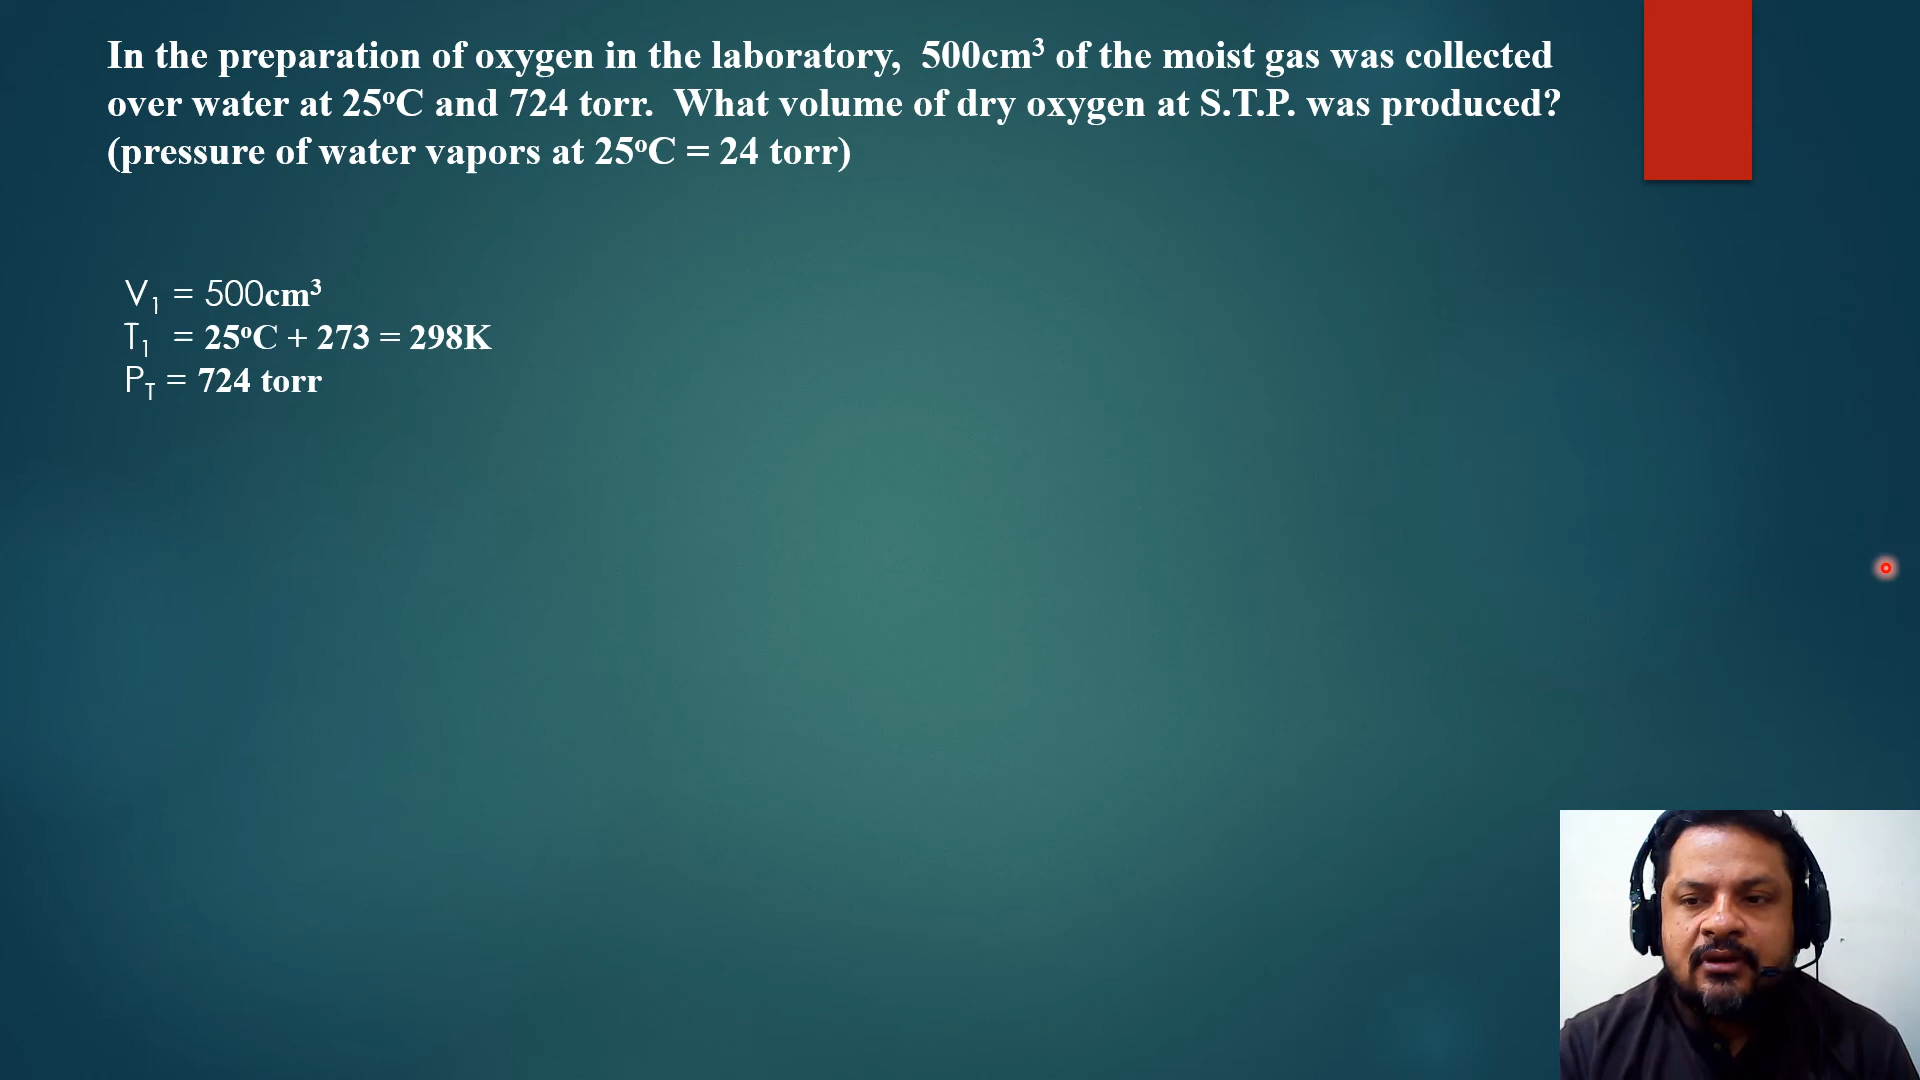 In the preparation of oxygen in the laboratory,  500cm³ of the moist gas was collected
over water at 25ᵒC and 724 torr.  What volume of dry oxygen at S.T.P. was produced?
(pressure of water vapors at 25ᵒC = 24 torr)
V₁ = 500cm³
T₁ = 25ᵒC + 273 = 298K
P_T = 724 torr